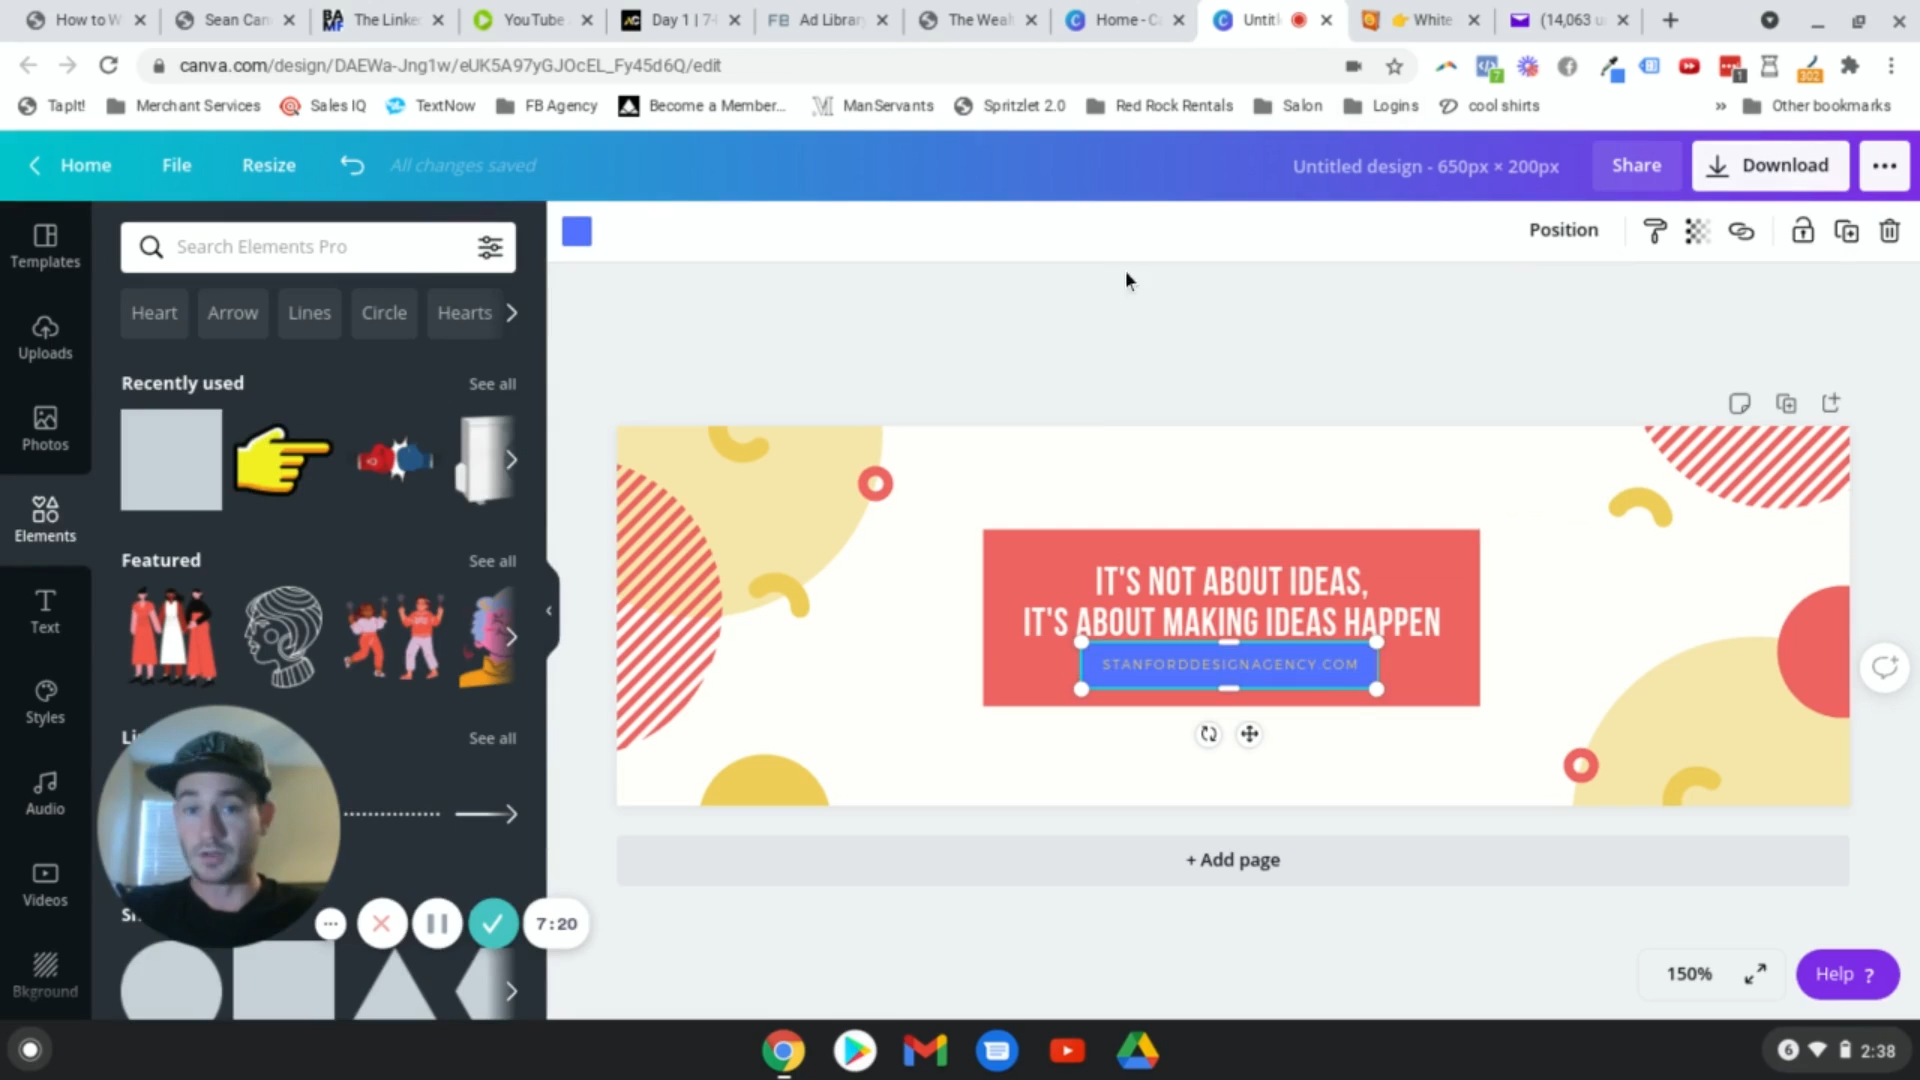 How to W
Sean Can
The Linke
YouTube
Day 1 | 7-
FB Ad Librar
The Weal
Home - C
Untitl
White
(14,063 u
canva.com/design/DAEWa-Jng1w/eUK5A97yGJOcEL_Fy45d6Q/edit
7
1
302
TapIt!
Merchant Services
Sales IQ
TextNow
FB Agency
Become a Member...
ManServants
Spritzlet 2.0
Red Rock Rentals
Salon
Logins
cool shirts
Other bookmarks
Home
File
Resize
All changes saved
Untitled design - 650px × 200px
Share
Download
Templates
Search Elements Pro
Position
Heart
Arrow
Lines
Circle
Hearts
Uploads
Recently used
See all
Photos
Elements
Featured
See all
IT'S NOT ABOUT IDEAS,
IT'S ABOUT MAKING IDEAS HAPPEN
STANFORDDESIGNAGENCY.COM
Text
Styles
See all
Audio
+ Add page
Videos
7:20
Bkground
150%
Help ?
6
2:38